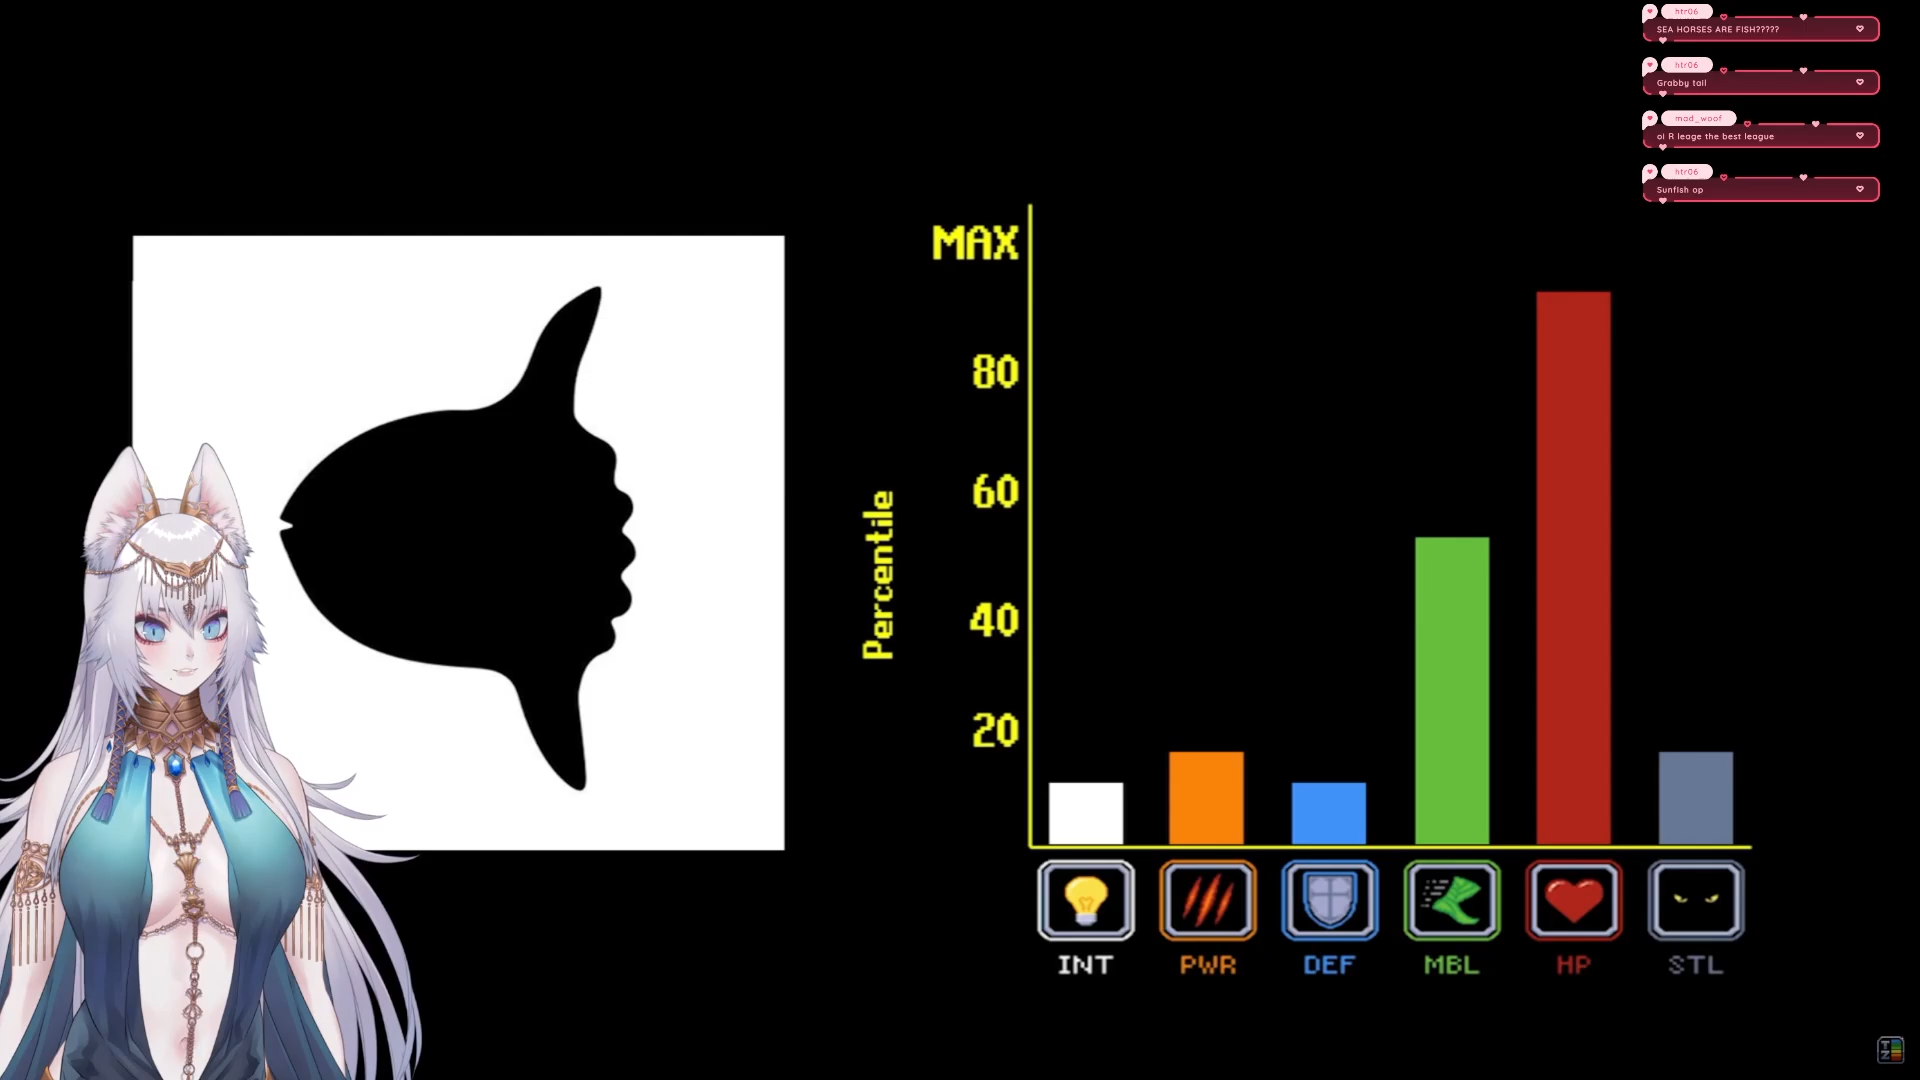 htr06
SEA HORSES ARE FISH?????
htr06
Grabby tail
mad_woof
ol R leage the best league
htr06
Sunfish op
MAX
80
60
40
20
Percentile
INT PWR DEF MBL HP STL
TZ